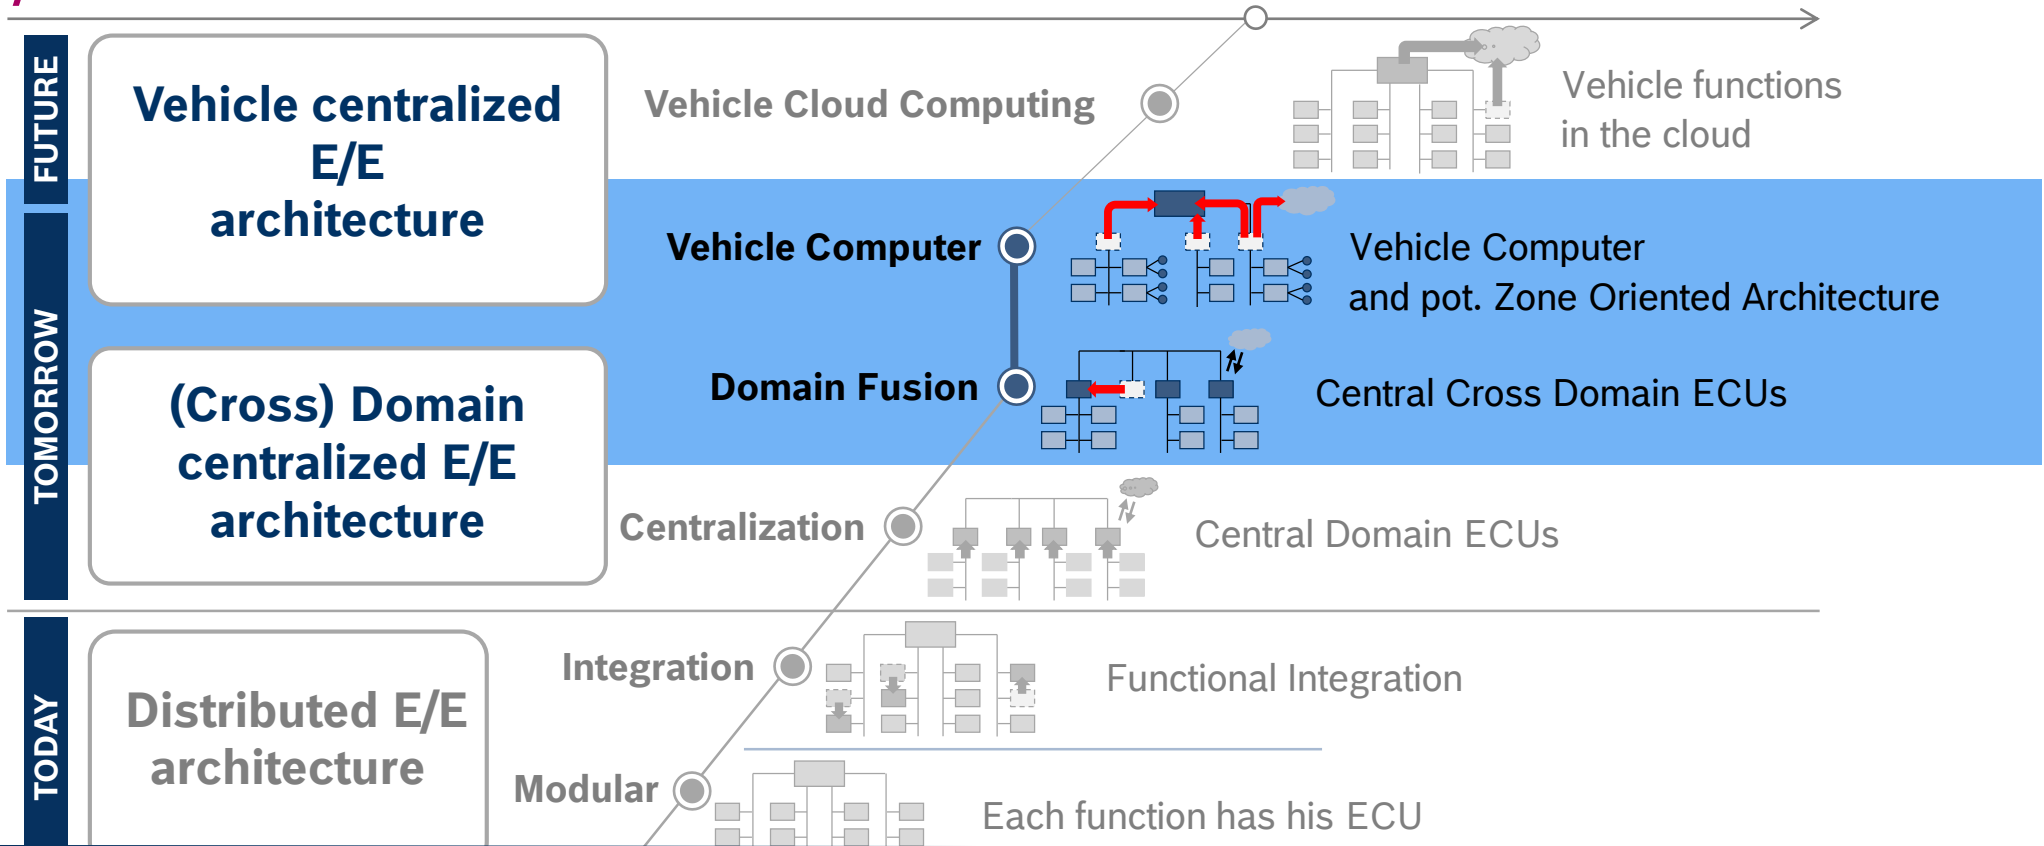 FUTURE
Vehicle centralized
E/E
architecture
Vehicle Cloud Computing
Vehicle functions
in the cloud
TOMORROW
Vehicle Computer
Vehicle Computer
and pot. Zone Oriented Architecture
(Cross) Domain
centralized E/E
architecture
Domain Fusion
Central Cross Domain ECUs
Centralization
Central Domain ECUs
TODAY
Distributed E/E
architecture
Integration
Functional Integration
Modular
Each function has his ECU